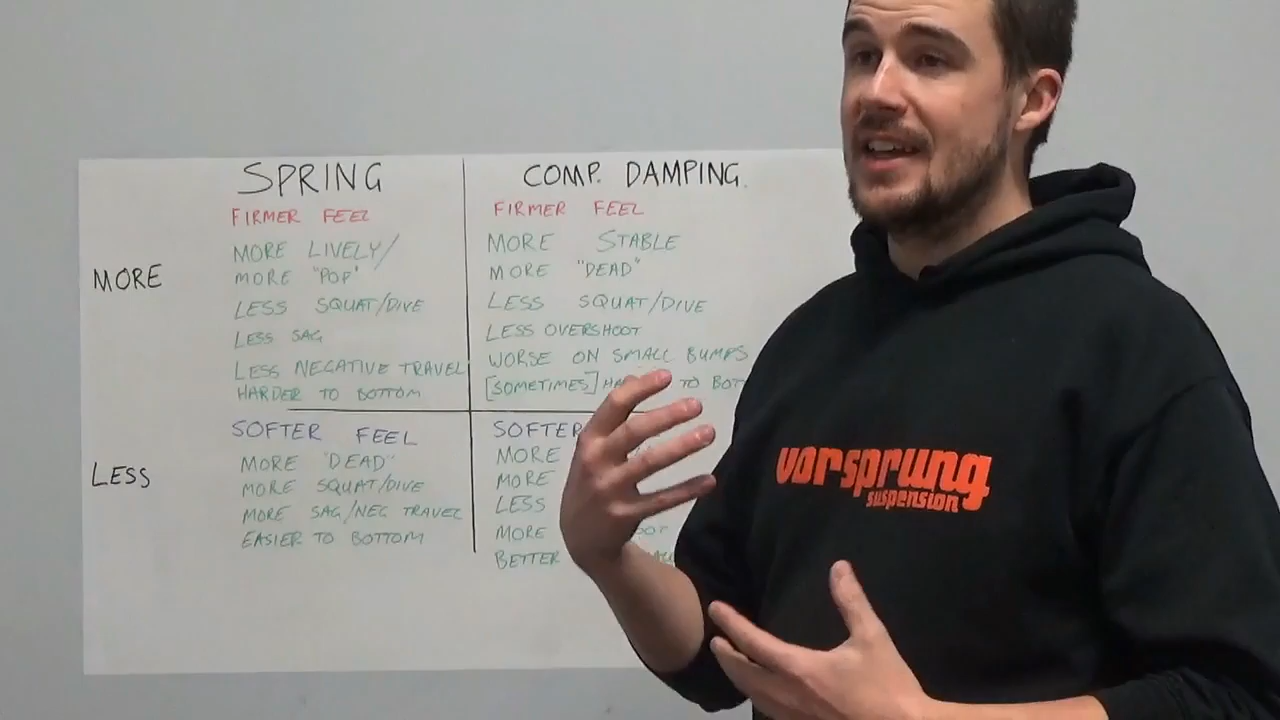 SPRING
COMP. DAMPING.
MORE
FIRMER FEEL
MORE LIVELY/
MORE "POP"
LESS SQUAT/DIVE
LESS SAG
LESS NEGATIVE TRAVEL
HARDER TO BOTTOM
FIRMER FEEL
MORE STABLE
MORE "DEAD"
LESS SQUAT/DIVE
LESS OVERSHOOT
WORSE ON SMALL BUMPS
[SOMETIMES] TO
LESS
SOFTER FEEL
MORE "DEAD"
MORE SQUAT/DIVE
MORE SAG/NEG TRAVEL
EASIER TO BOTTOM
SOFTER
MORE
MORE
LESS
MORE
BETTER
vorsprung
suspension